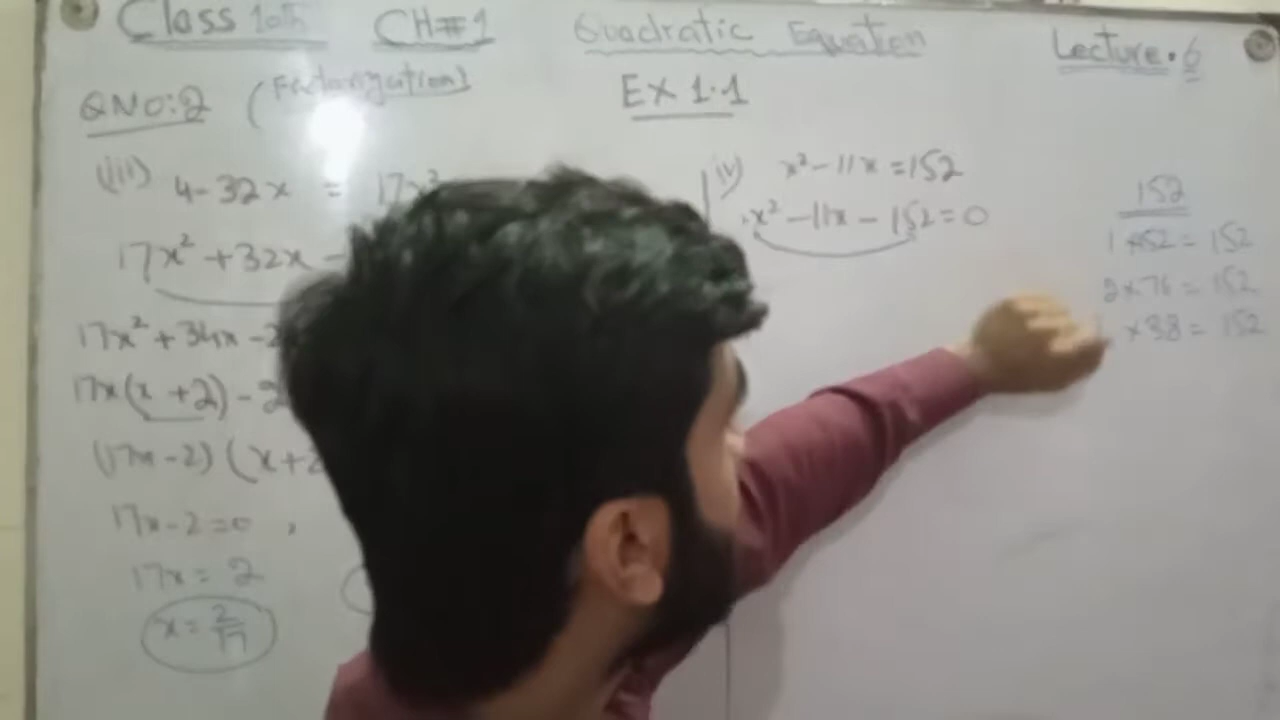 Class 10th CH#1 Quadratic Equation Lecture.6
QNO:2 (Factorization) EX 1.1
(iii) 4-32x = 17x²
17x² + 32x -
17x² + 34x - 2
17x(x + 2) - 2
(17x-2) (x+2
17x-2=0 ,
17x = 2
x = 2/17
iv) x² - 11x = 152
x² - 11x - 152 = 0
152
1 × 152 = 152
2 × 76 = 152
× 38 = 152